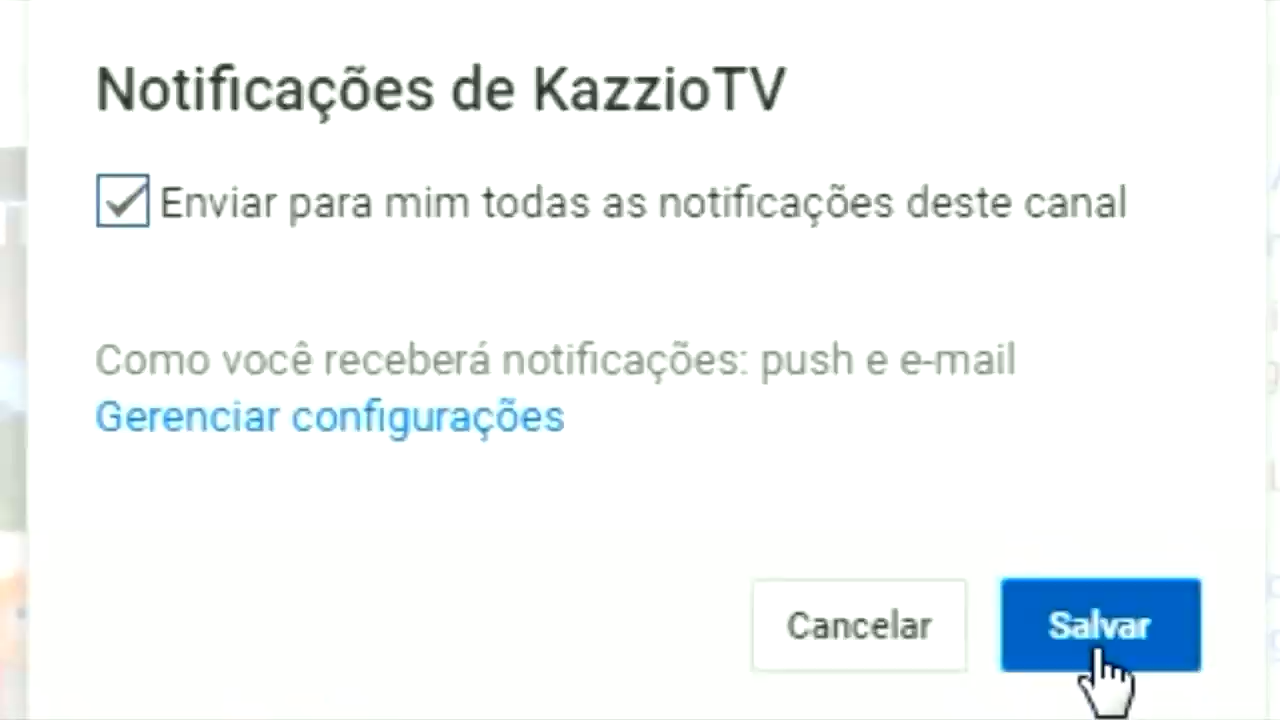 Notificações de KazzioTV
Enviar para mim todas as notificações deste canal
Como você receberá notificações: push e e-mail
Gerenciar configurações
Cancelar
Salvar